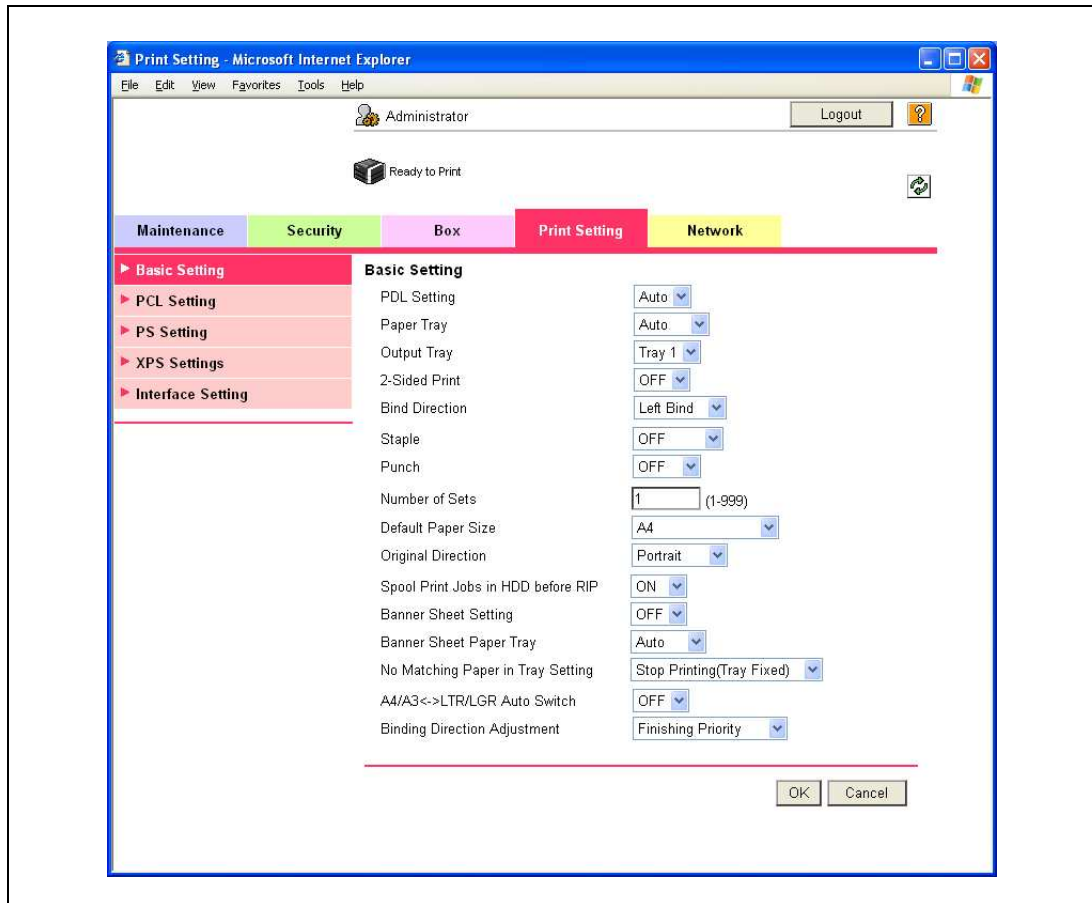 Print Setting - Microsoft Internet Explorer
File Edit View Favorites Tools Help
Administrator Logout ?
Ready to Print
Maintenance Security Box Print Setting Network
Basic Setting
PCL Setting
PS Setting
XPS Settings
Interface Setting
Basic Setting
PDL Setting Auto
Paper Tray Auto
Output Tray Tray 1
2-Sided Print OFF
Bind Direction Left Bind
Staple OFF
Punch OFF
Number of Sets 1 (1-999)
Default Paper Size A4
Original Direction Portrait
Spool Print Jobs in HDD before RIP ON
Banner Sheet Setting OFF
Banner Sheet Paper Tray Auto
No Matching Paper in Tray Setting Stop Printing(Tray Fixed)
A4/A3<->LTR/LGR Auto Switch OFF
Binding Direction Adjustment Finishing Priority
OK Cancel